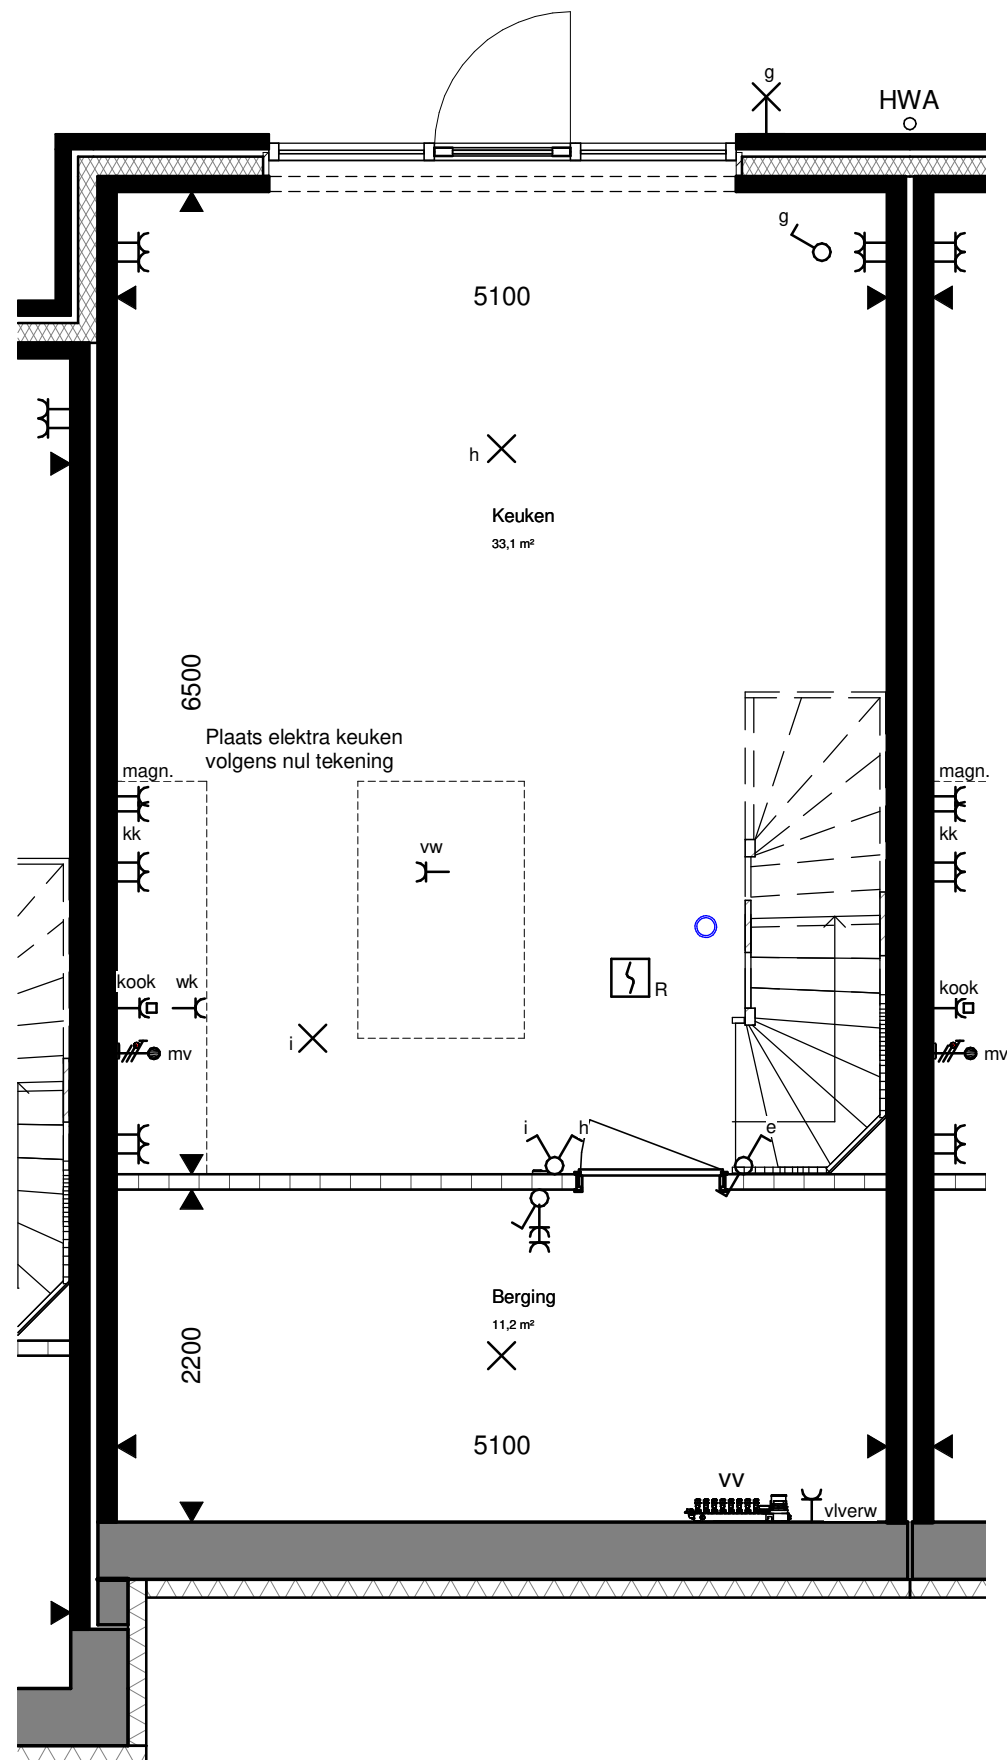 g
HWA
g
5100
h
Keuken
33,1 m²
6500
Plaats elektra keuken
volgens nul tekening
magn.
magn.
kk
kk
vw
kook
wk
kook
R
i
mv
mv
i
h
e
Berging
11,2 m²
2200
5100
vv
vlverw